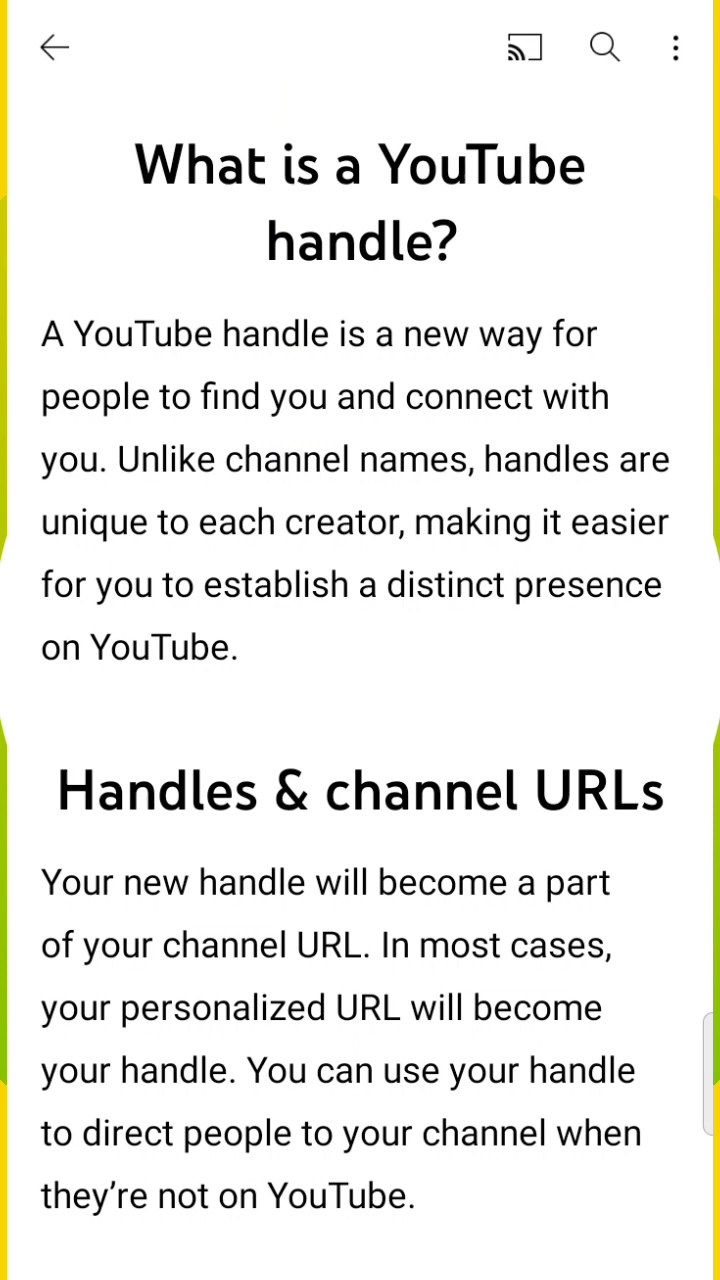 What is a YouTube
handle?
A YouTube handle is a new way for
people to find you and connect with
you. Unlike channel names, handles are
unique to each creator, making it easier
for you to establish a distinct presence
on YouTube.
Handles & channel URLs
Your new handle will become a part
of your channel URL. In most cases,
your personalized URL will become
your handle. You can use your handle
to direct people to your channel when
they’re not on YouTube.